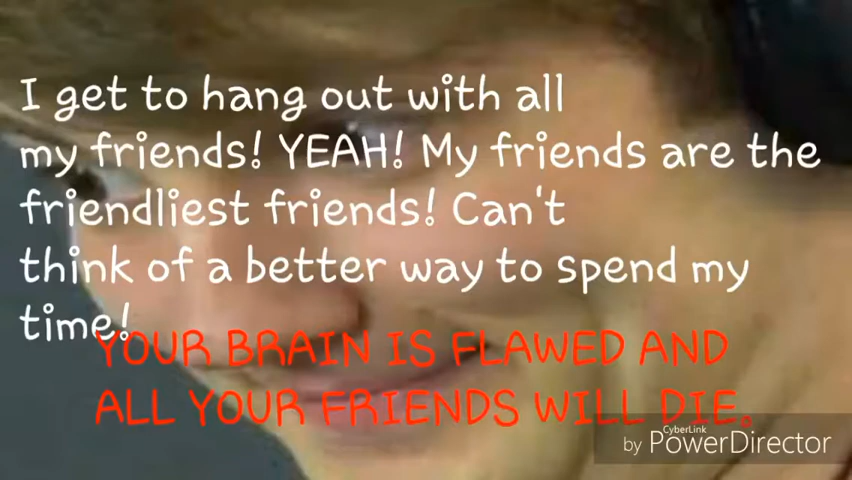 I get to hang out with all
my friends! YEAH! My friends are the
friendliest friends! Can't
think of a better way to spend my
time!
YOUR BRAIN IS FLAWED AND
ALL YOUR FRIENDS WILL DIE.
CyberLink
by PowerDirector